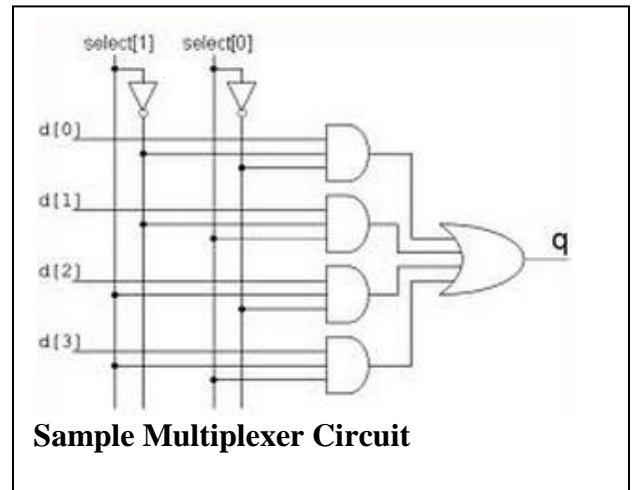 select[1] select[0]
d[0]
d[1]
q
d[2]
d[3]
Sample Multiplexer Circuit